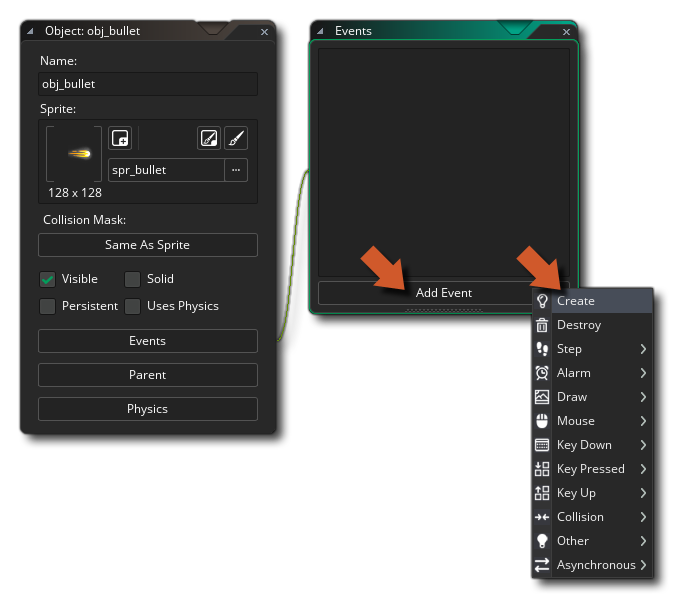 Object: obj_bullet
Name:
obj_bullet
Sprite:
spr_bullet
...
128 x 128
Collision Mask:
Same As Sprite
Visible
Solid
Persistent
Uses Physics
Events
Parent
Physics
Events
Add Event
Create
Destroy
Step
Alarm
Draw
Mouse
Key Down
Key Pressed
Key Up
Collision
Other
Asynchronous